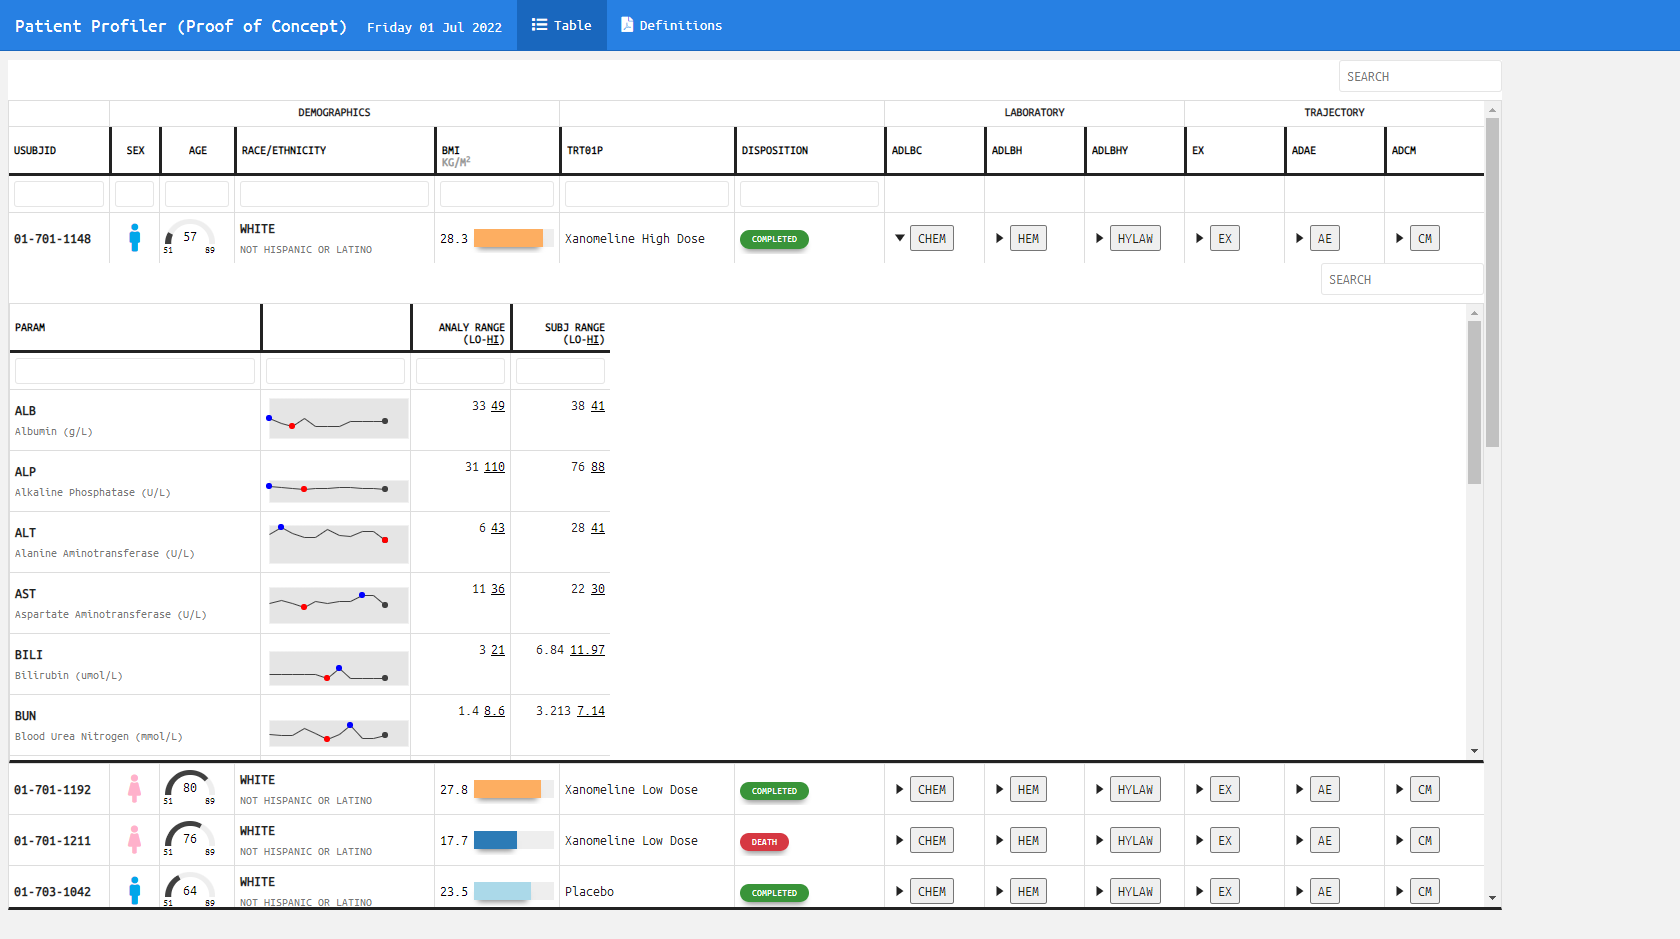 Patient Profiler (Proof of Concept) Friday 01 Jul 2022 Table Definitions
SEARCH
DEMOGRAPHICS LABORATORY TRAJECTORY
USUBJID SEX AGE RACE/ETHNICITY BMI TRT01P DISPOSITION ADLBC ADLBH ADLBHY EX ADAE ADCM
KG/M²
01-701-1148 57 51 89 WHITE 28.3 Xanomeline High Dose COMPLETED CHEM HEM HYLAW EX AE CM
NOT HISPANIC OR LATINO
SEARCH
PARAM ANALY RANGE SUBJ RANGE
(LO-HI) (LO-HI)
ALB 33 49 38 41
Albumin (g/L)
ALP 31 110 76 88
Alkaline Phosphatase (U/L)
ALT 6 43 28 41
Alanine Aminotransferase (U/L)
AST 11 36 22 30
Aspartate Aminotransferase (U/L)
BILI 3 21 6.84 11.97
Bilirubin (umol/L)
BUN 1.4 8.6 3.213 7.14
Blood Urea Nitrogen (mmol/L)
01-701-1192 80 51 89 WHITE 27.8 Xanomeline Low Dose COMPLETED CHEM HEM HYLAW EX AE CM
NOT HISPANIC OR LATINO
01-701-1211 76 51 89 WHITE 17.7 Xanomeline Low Dose DEATH CHEM HEM HYLAW EX AE CM
NOT HISPANIC OR LATINO
01-703-1042 64 51 89 WHITE 23.5 Placebo COMPLETED CHEM HEM HYLAW EX AE CM
NOT HISPANIC OR LATINO